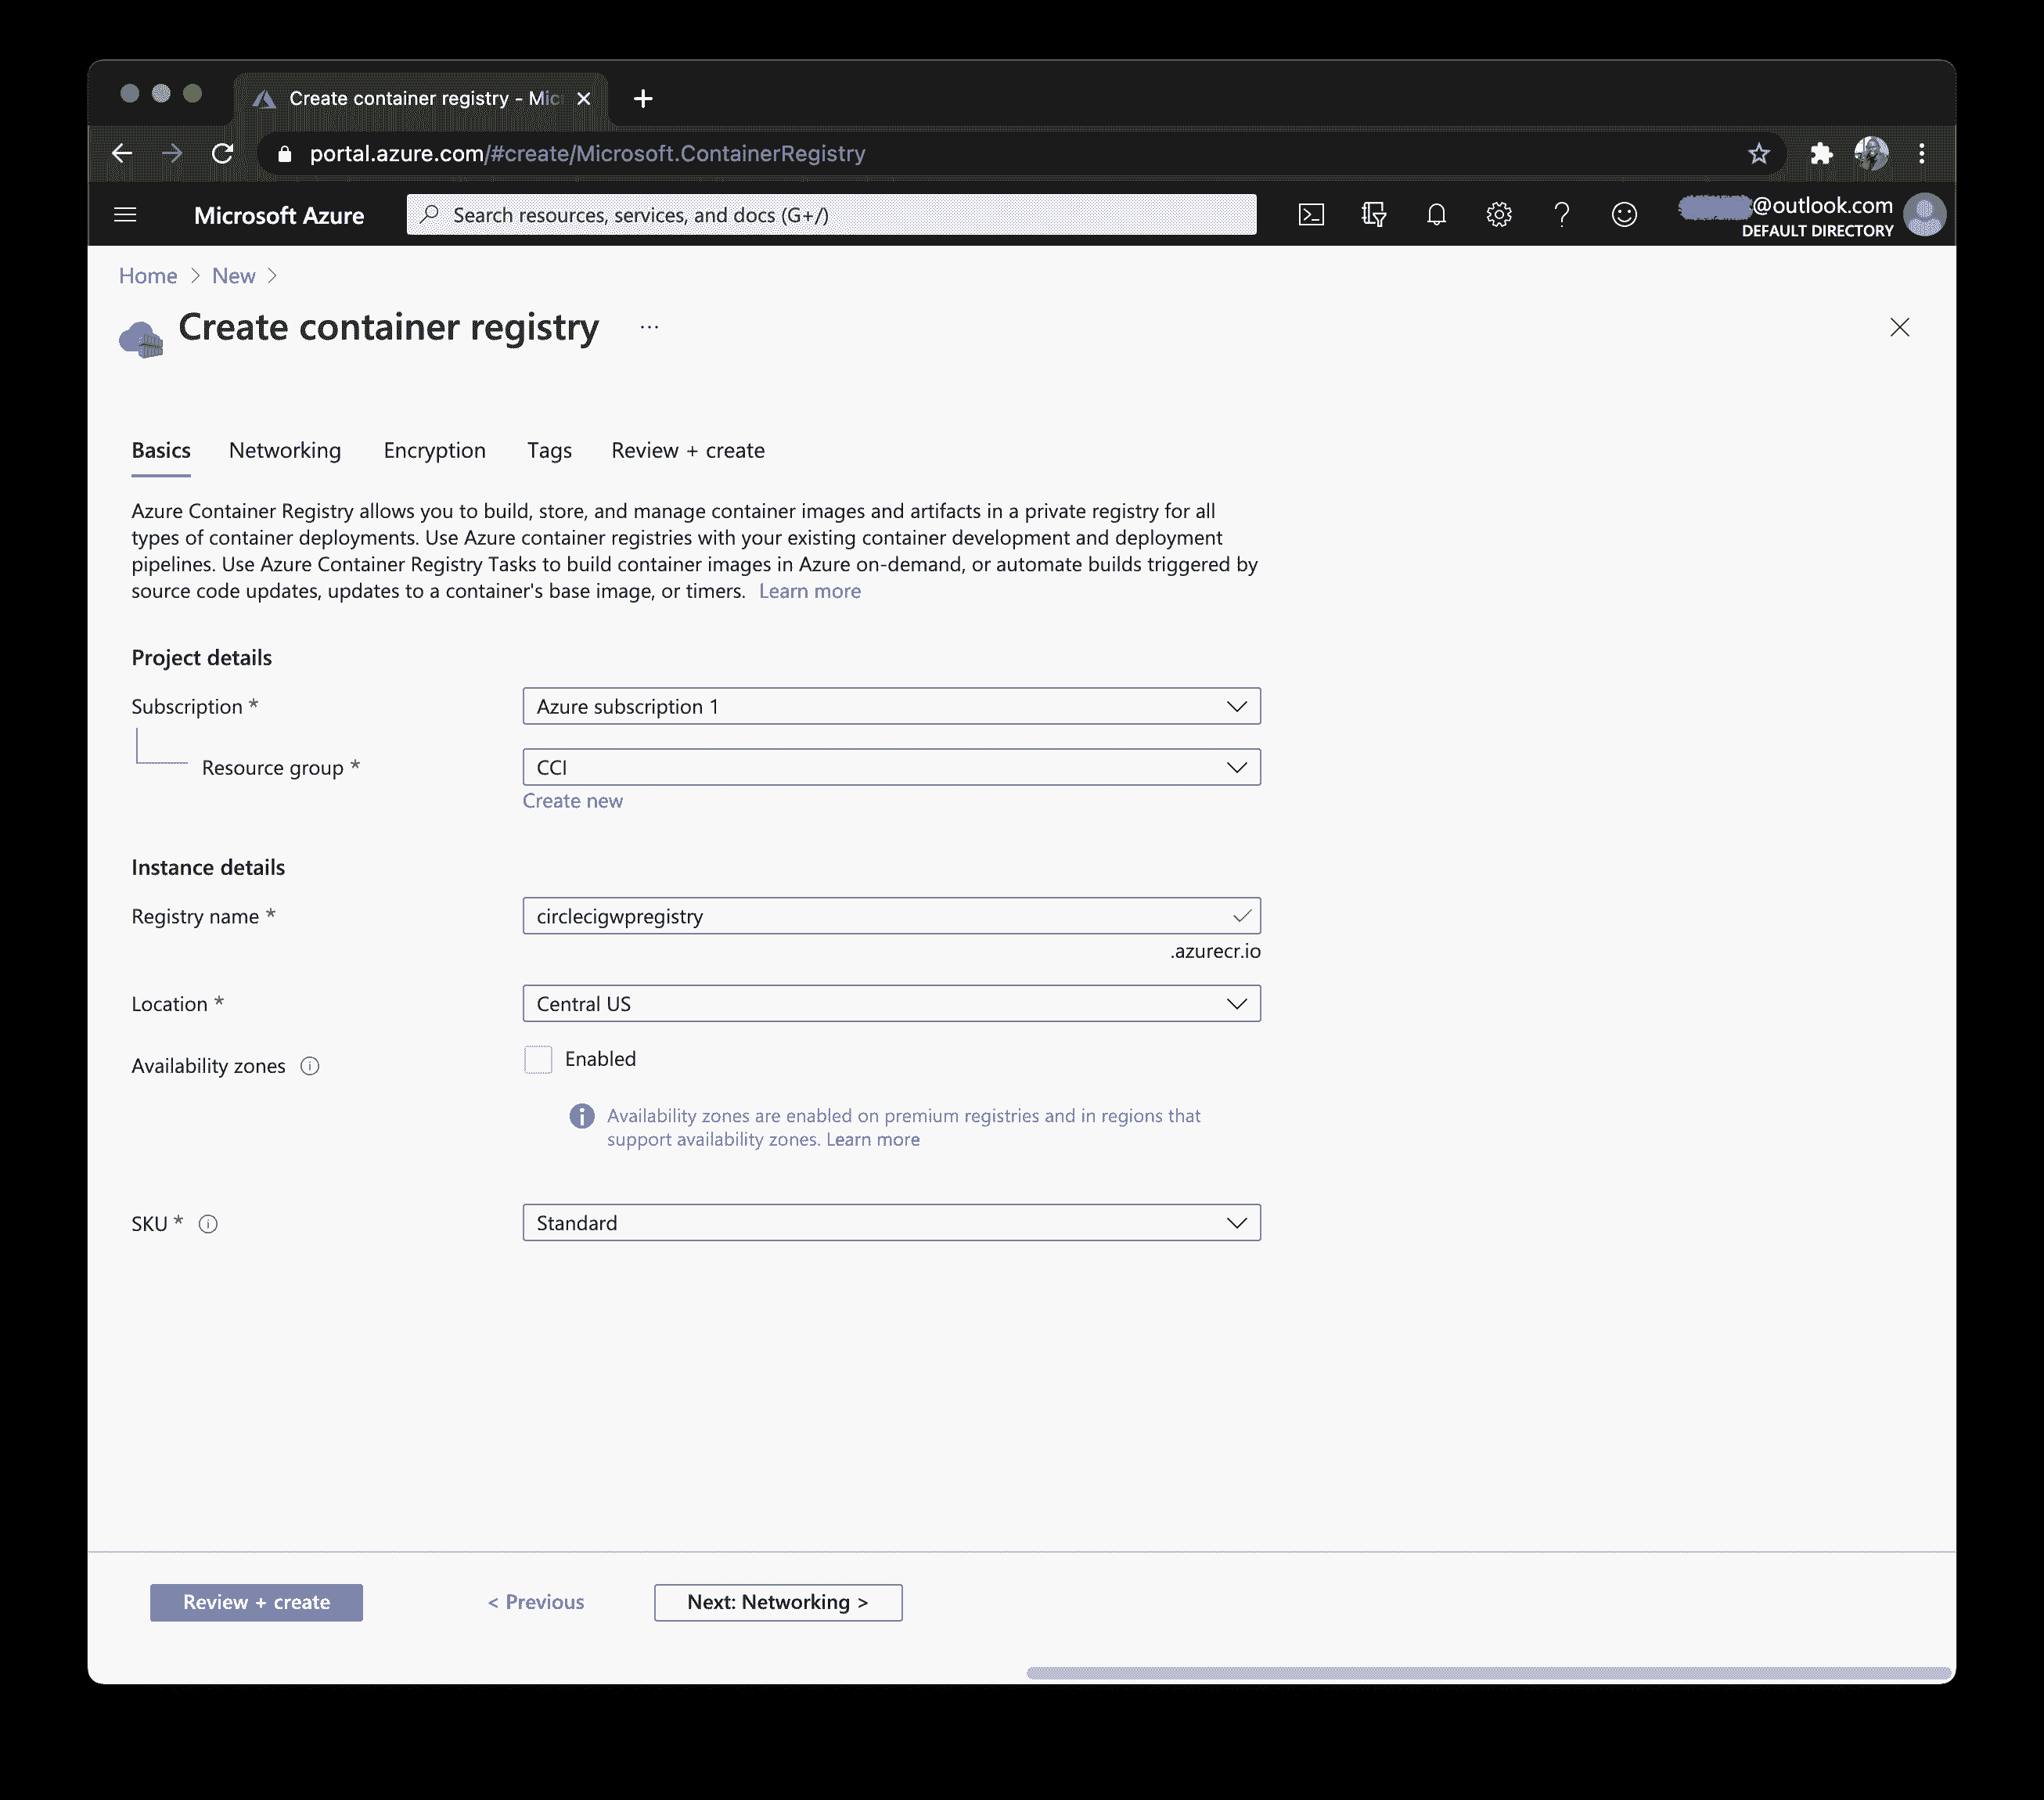 Create container registry - Mic
portal.azure.com/#create/Microsoft.ContainerRegistry
Microsoft Azure
Search resources, services, and docs (G+/)
@outlook.com
DEFAULT DIRECTORY
Home > New >
Create container registry ...
Basics Networking Encryption Tags Review + create
Azure Container Registry allows you to build, store, and manage container images and artifacts in a private registry for all
types of container deployments. Use Azure container registries with your existing container development and deployment
pipelines. Use Azure Container Registry Tasks to build container images in Azure on-demand, or automate builds triggered by
source code updates, updates to a container's base image, or timers. Learn more
Project details
Subscription * Azure subscription 1
Resource group * CCI
Create new
Instance details
Registry name * circlecigwpregistry
.azurecr.io
Location * Central US
Availability zones Enabled
Availability zones are enabled on premium registries and in regions that
support availability zones. Learn more
SKU * Standard
Review + create < Previous Next: Networking >